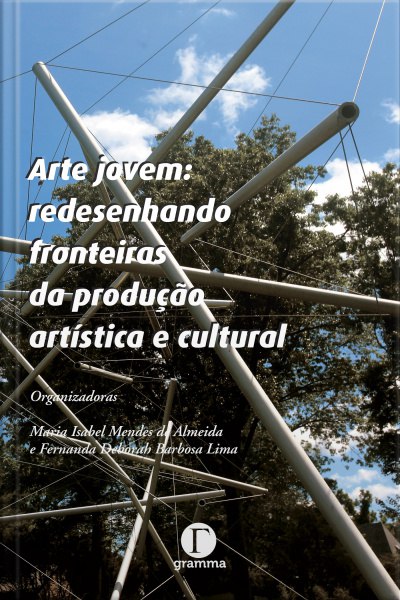 Arte jovem:
redesenhando
fronteiras
da produção
artística e cultural
Organizadoras
Maria Isabel Mendes de Almeida
e Fernanda Deborah Barbosa Lima
gramma